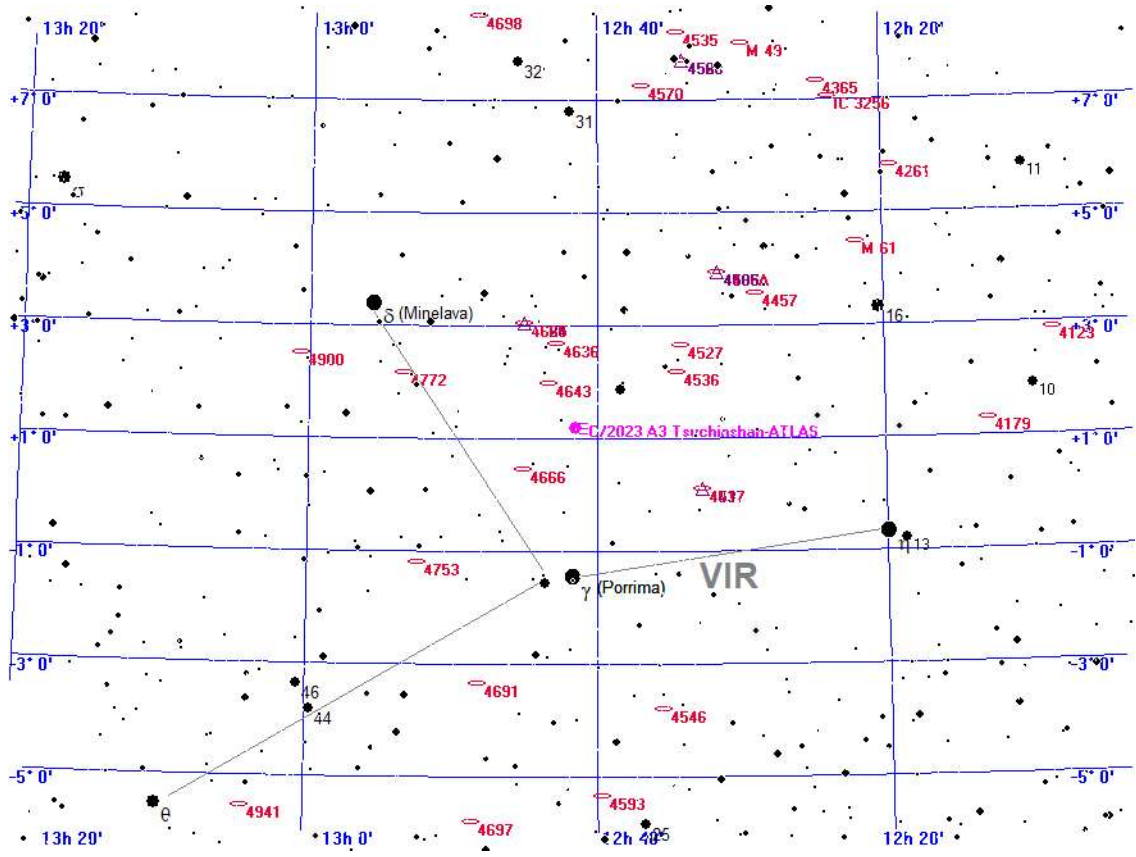 13h 20'
13h 0'
4698
12h 40'
4535
M 49
12h 20'
32
4570
4365
IC 3256
+7° 0'
+7° 0'
31
4261
11
σ
+5° 0'
+5° 0'
M 61
4457
δ (Minelava)
16
+3° 0'
+3° 0'
4123
4636
4527
4900
4772
4643
4536
10
4179
C/2023 A3 Tsuchinshan-ATLAS
+1° 0'
+1° 0'
4666
-1° 0'
-1° 0'
η 13
4753
VIR
γ (Porrima)
-3° 0'
-3° 0'
46
4691
44
4546
-5° 0'
-5° 0'
θ
4941
4593
4697
25
13h 20'
13h 0'
12h 40'
12h 20'